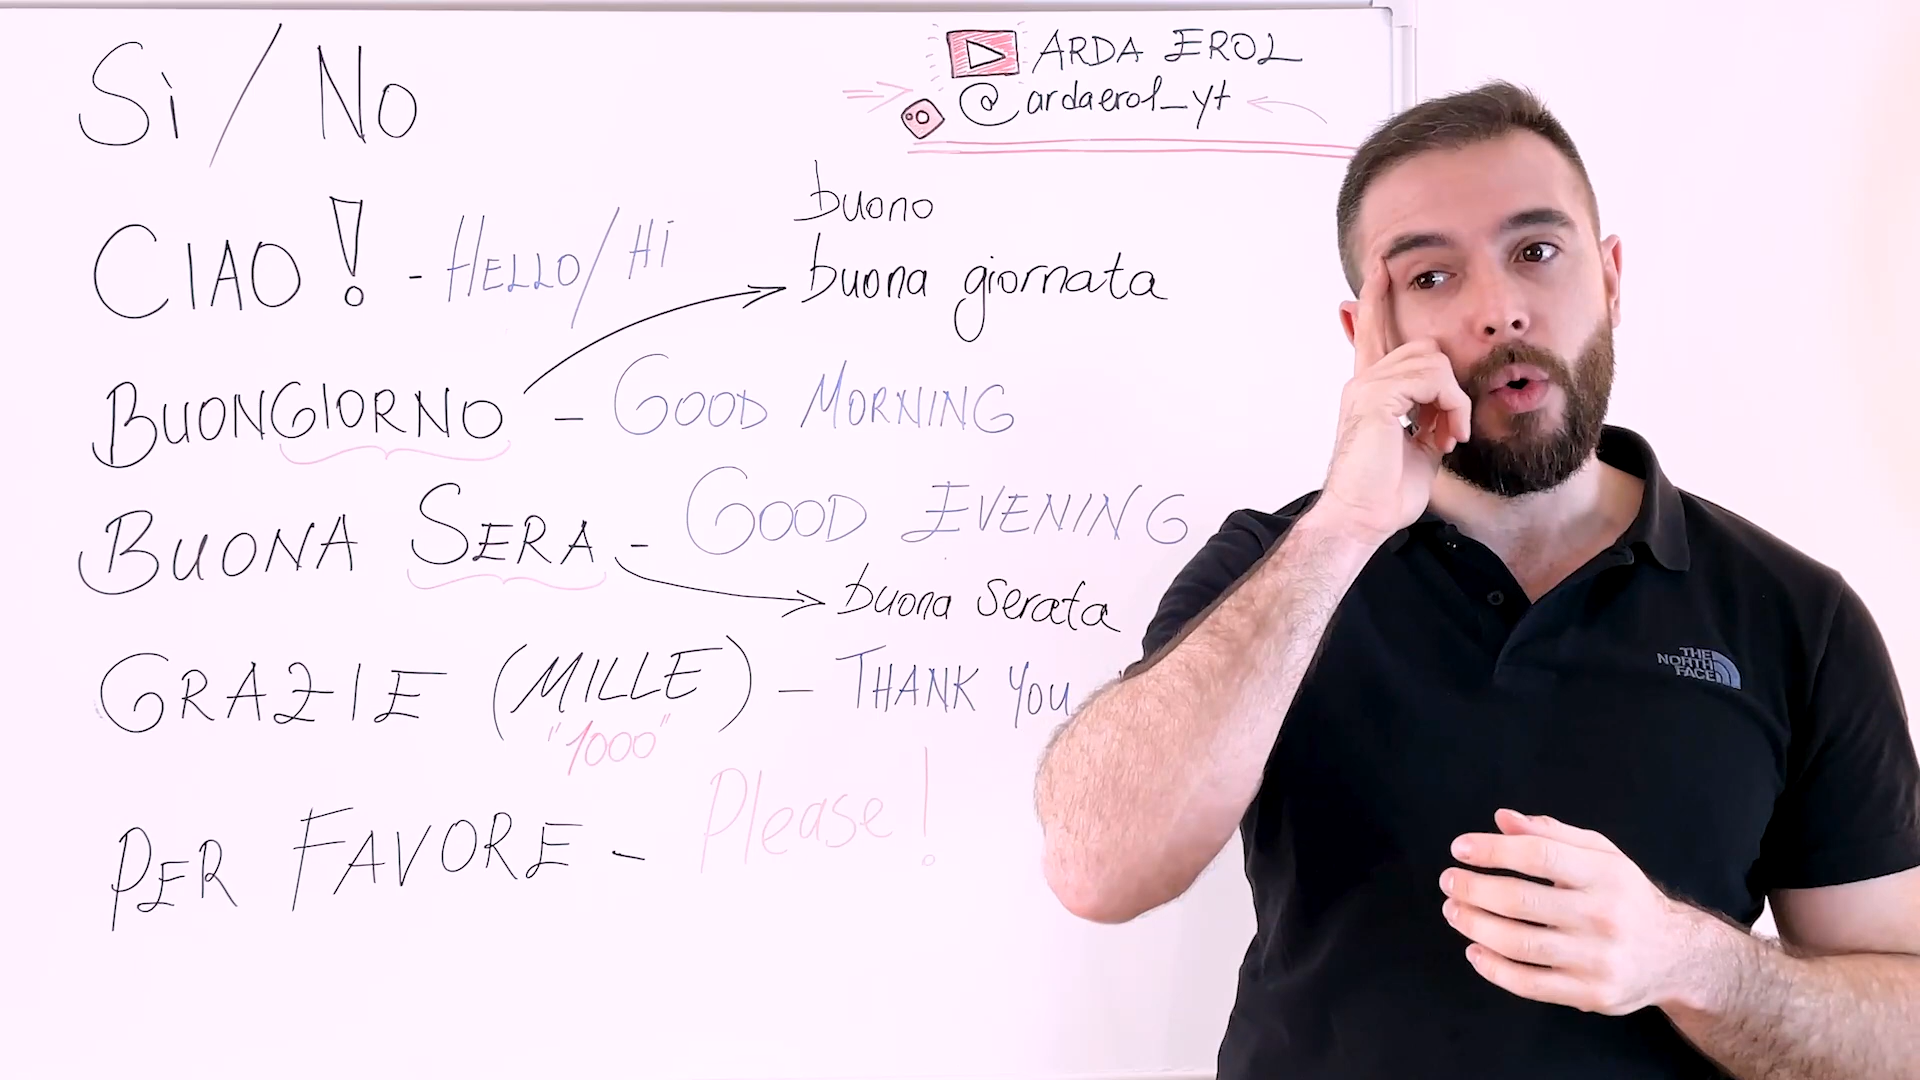 Sì / No
ARDA EROL
@ardaerol_yt
CIAO! - HELLO/HI
buono
buona giornata
BUONGIORNO - GOOD MORNING
BUONA SERA - GOOD EVENING
buona serata
GRAZIE (MILLE) - THANK YOU
"1000"
PER FAVORE - Please!
THE
NORTH
FACE